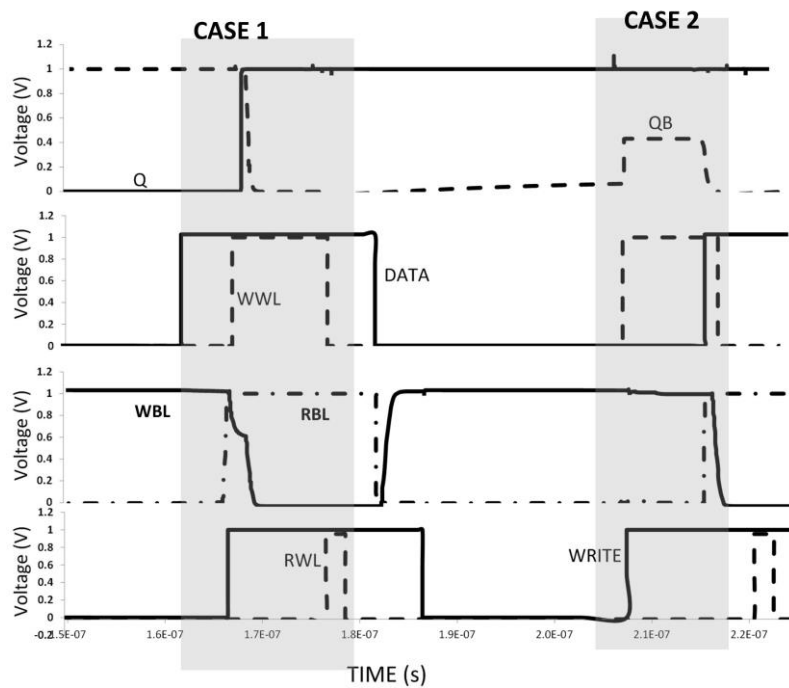 CASE 1
CASE 2
Voltage (V)
1.2
1
0.8
0.6
0.4
0.2
0
Q
QB
Voltage (V)
1.2
1
0.8
0.6
0.4
0.2
0
WWL
DATA
Voltage (V)
1.2
1
0.8
0.6
0.4
0.2
0
WBL
RBL
Voltage (V)
1.2
1
0.8
0.6
0.4
0.2
0
-0.2
RWL
WRITE
1.5E-07 1.6E-07 1.7E-07 1.8E-07 1.9E-07 2.0E-07 2.1E-07 2.2E-07
TIME (s)